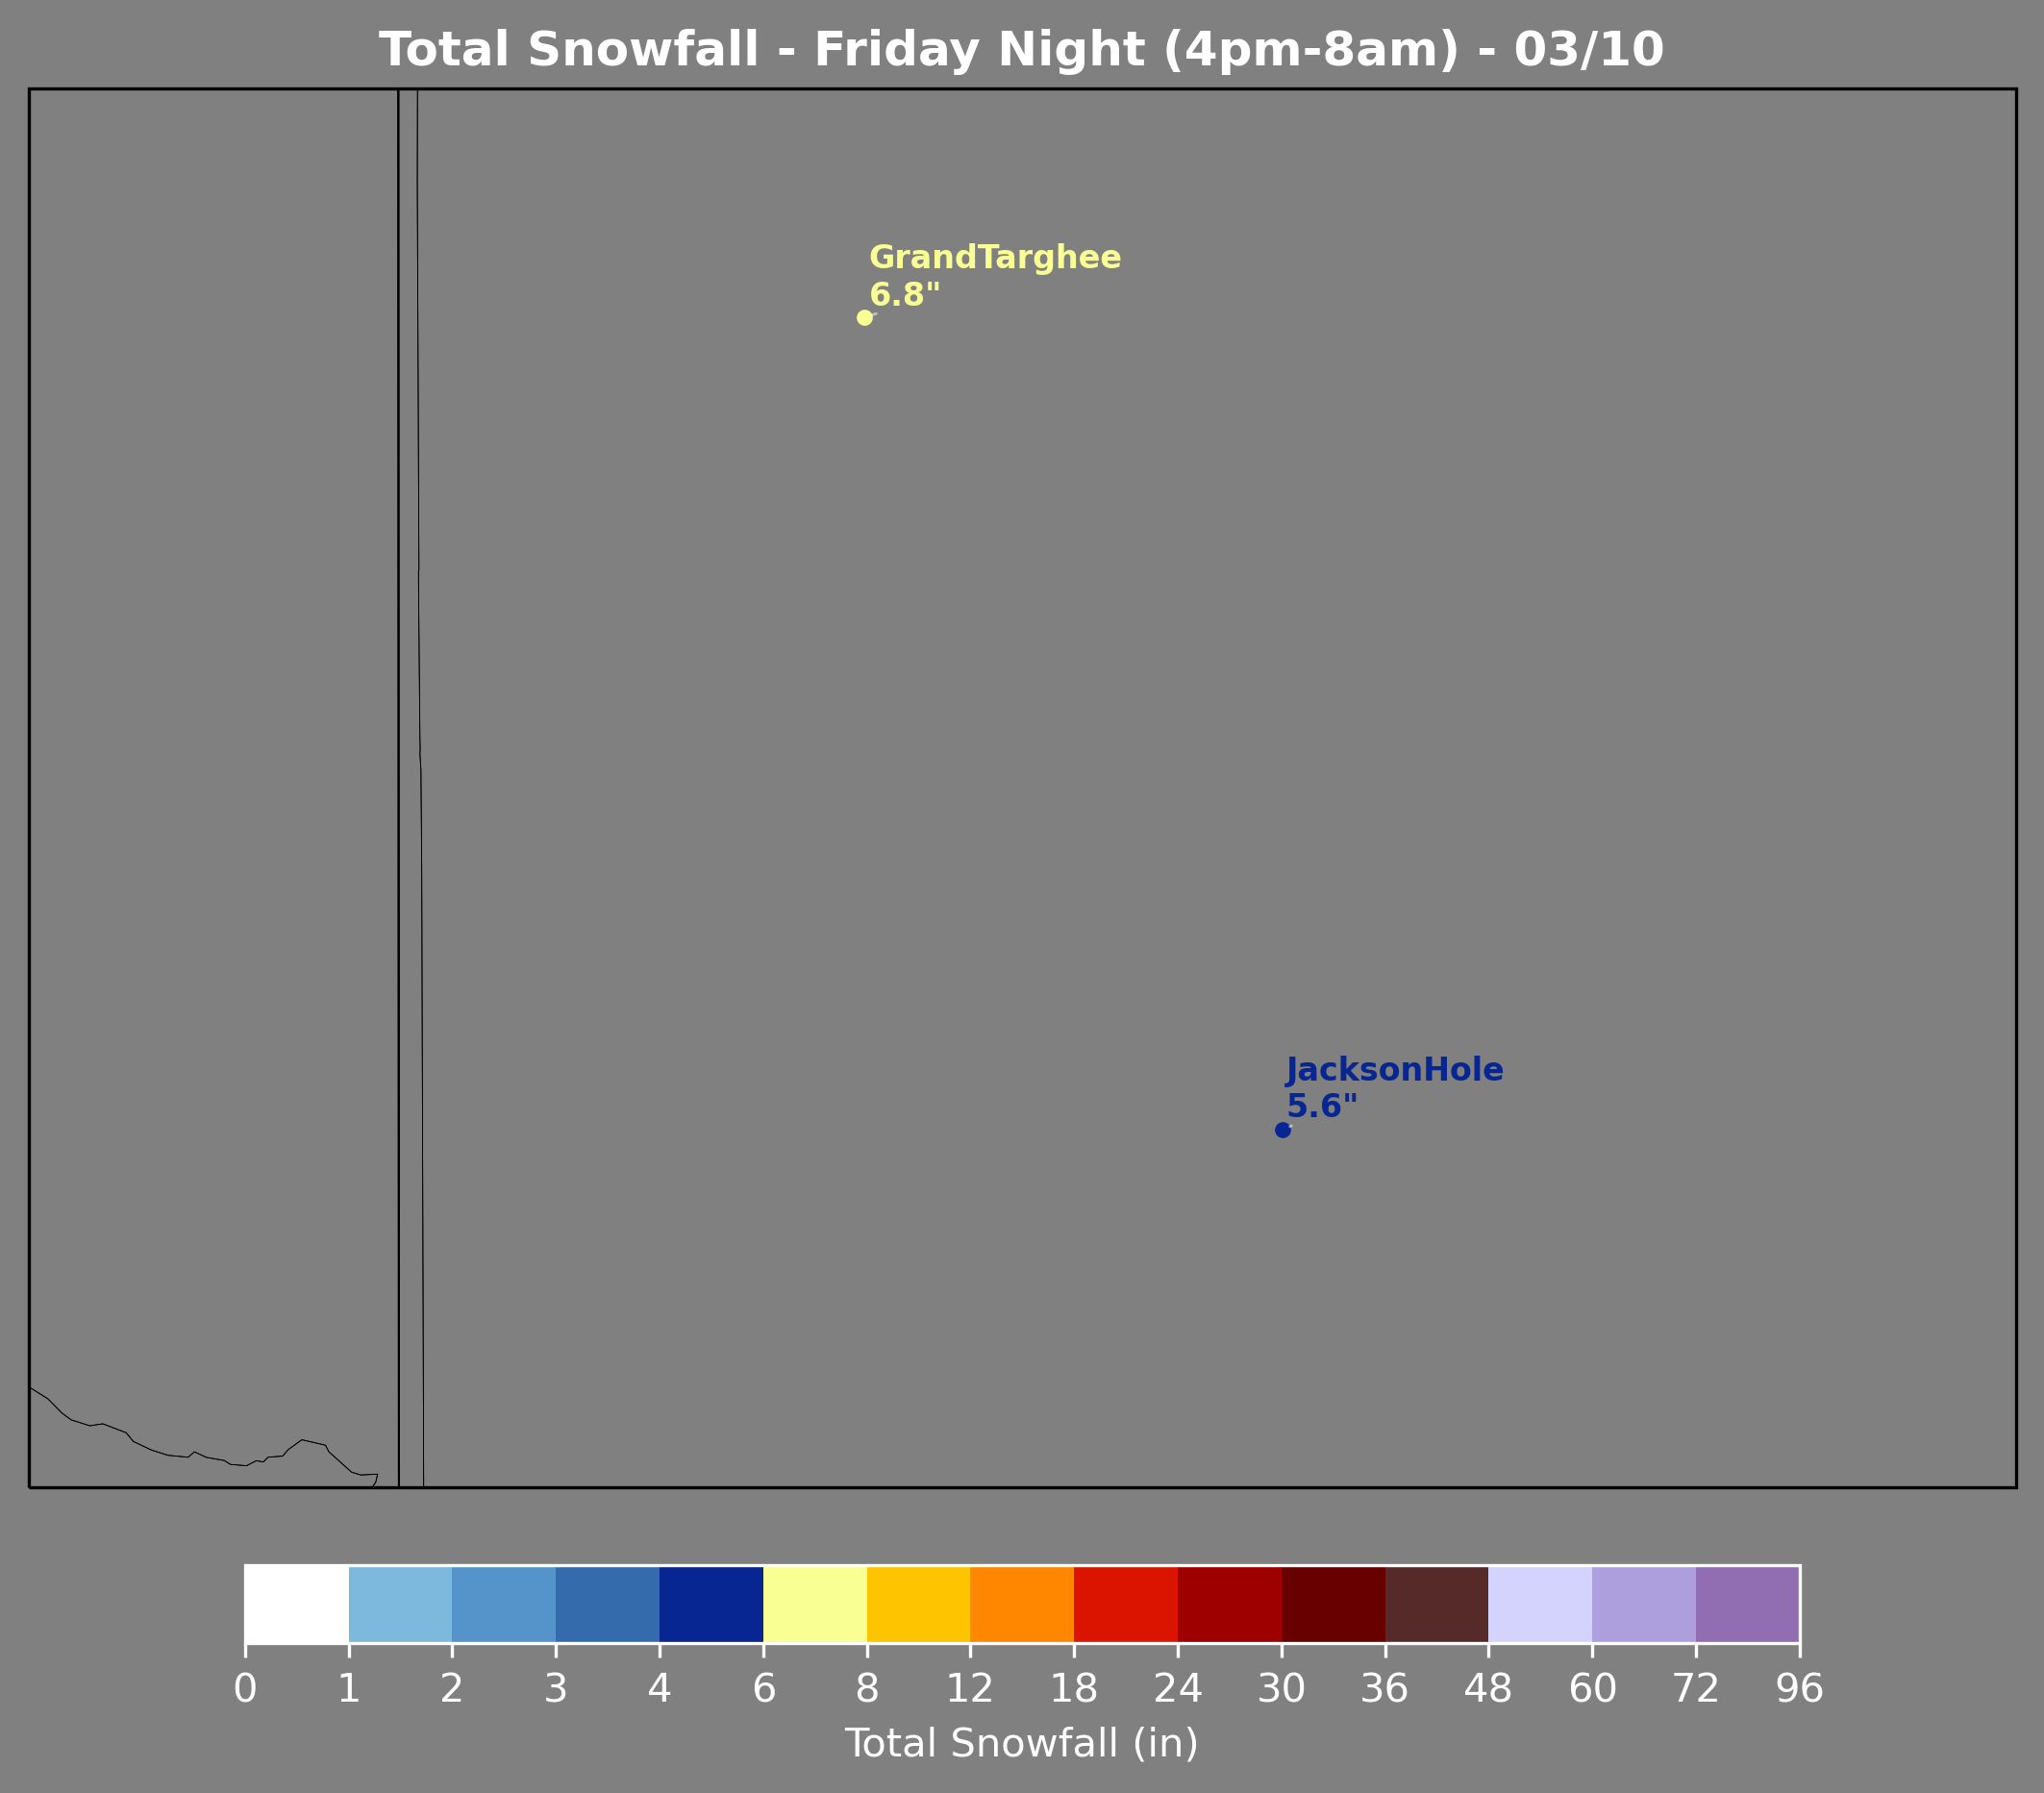 Total Snowfall - Friday Night (4pm-8am) - 03/10
GrandTarghee
6.8"
JacksonHole
5.6"
0 1 2 3 4 6 8 12 18 24 30 36 48 60 72 96
Total Snowfall (in)